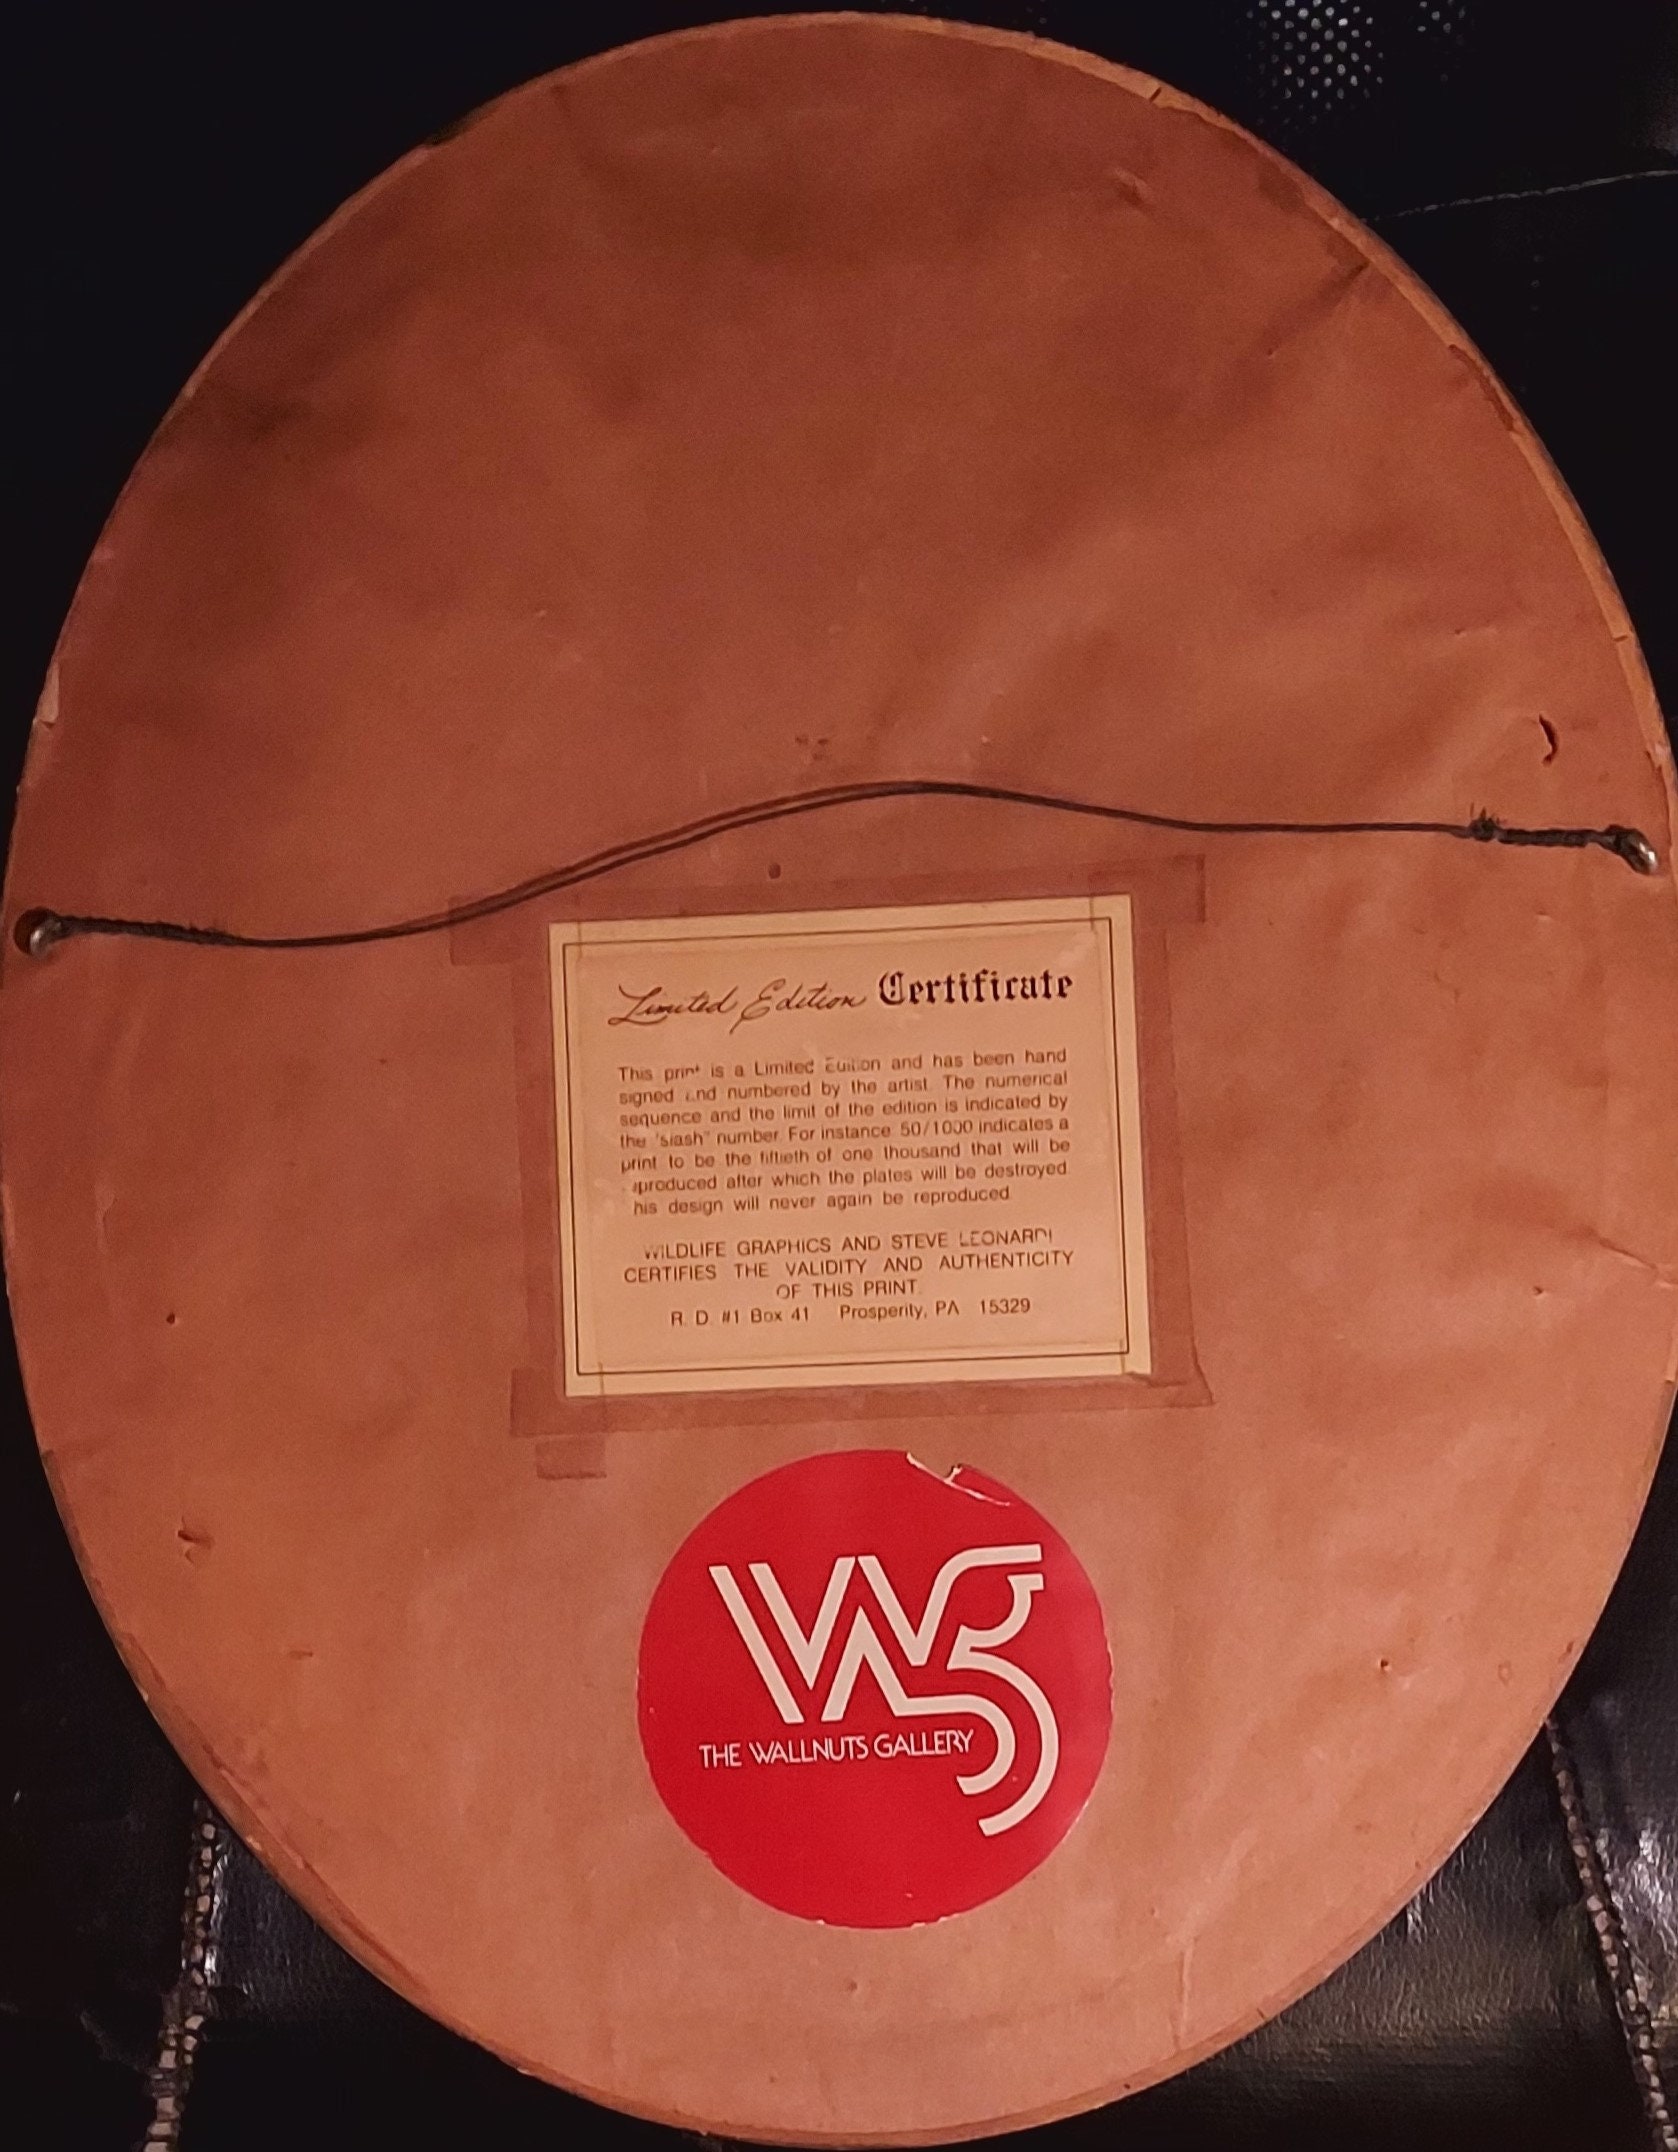 Limited Edition Certificate
This print is a Limited Edition and has been hand
signed and numbered by the artist. The numerical
sequence and the limit of the edition is indicated by
the "slash" number. For instance 50/1000 indicates a
print to be the fiftieth of one thousand that will be
produced after which the plates will be destroyed
his design will never again be reproduced
WILDLIFE GRAPHICS AND STEVE LEONARDI
CERTIFIES THE VALIDITY AND AUTHENTICITY
OF THIS PRINT.
R. D. #1 Box 41 Prosperity, PA 15329
THE WALLNUTS GALLERY